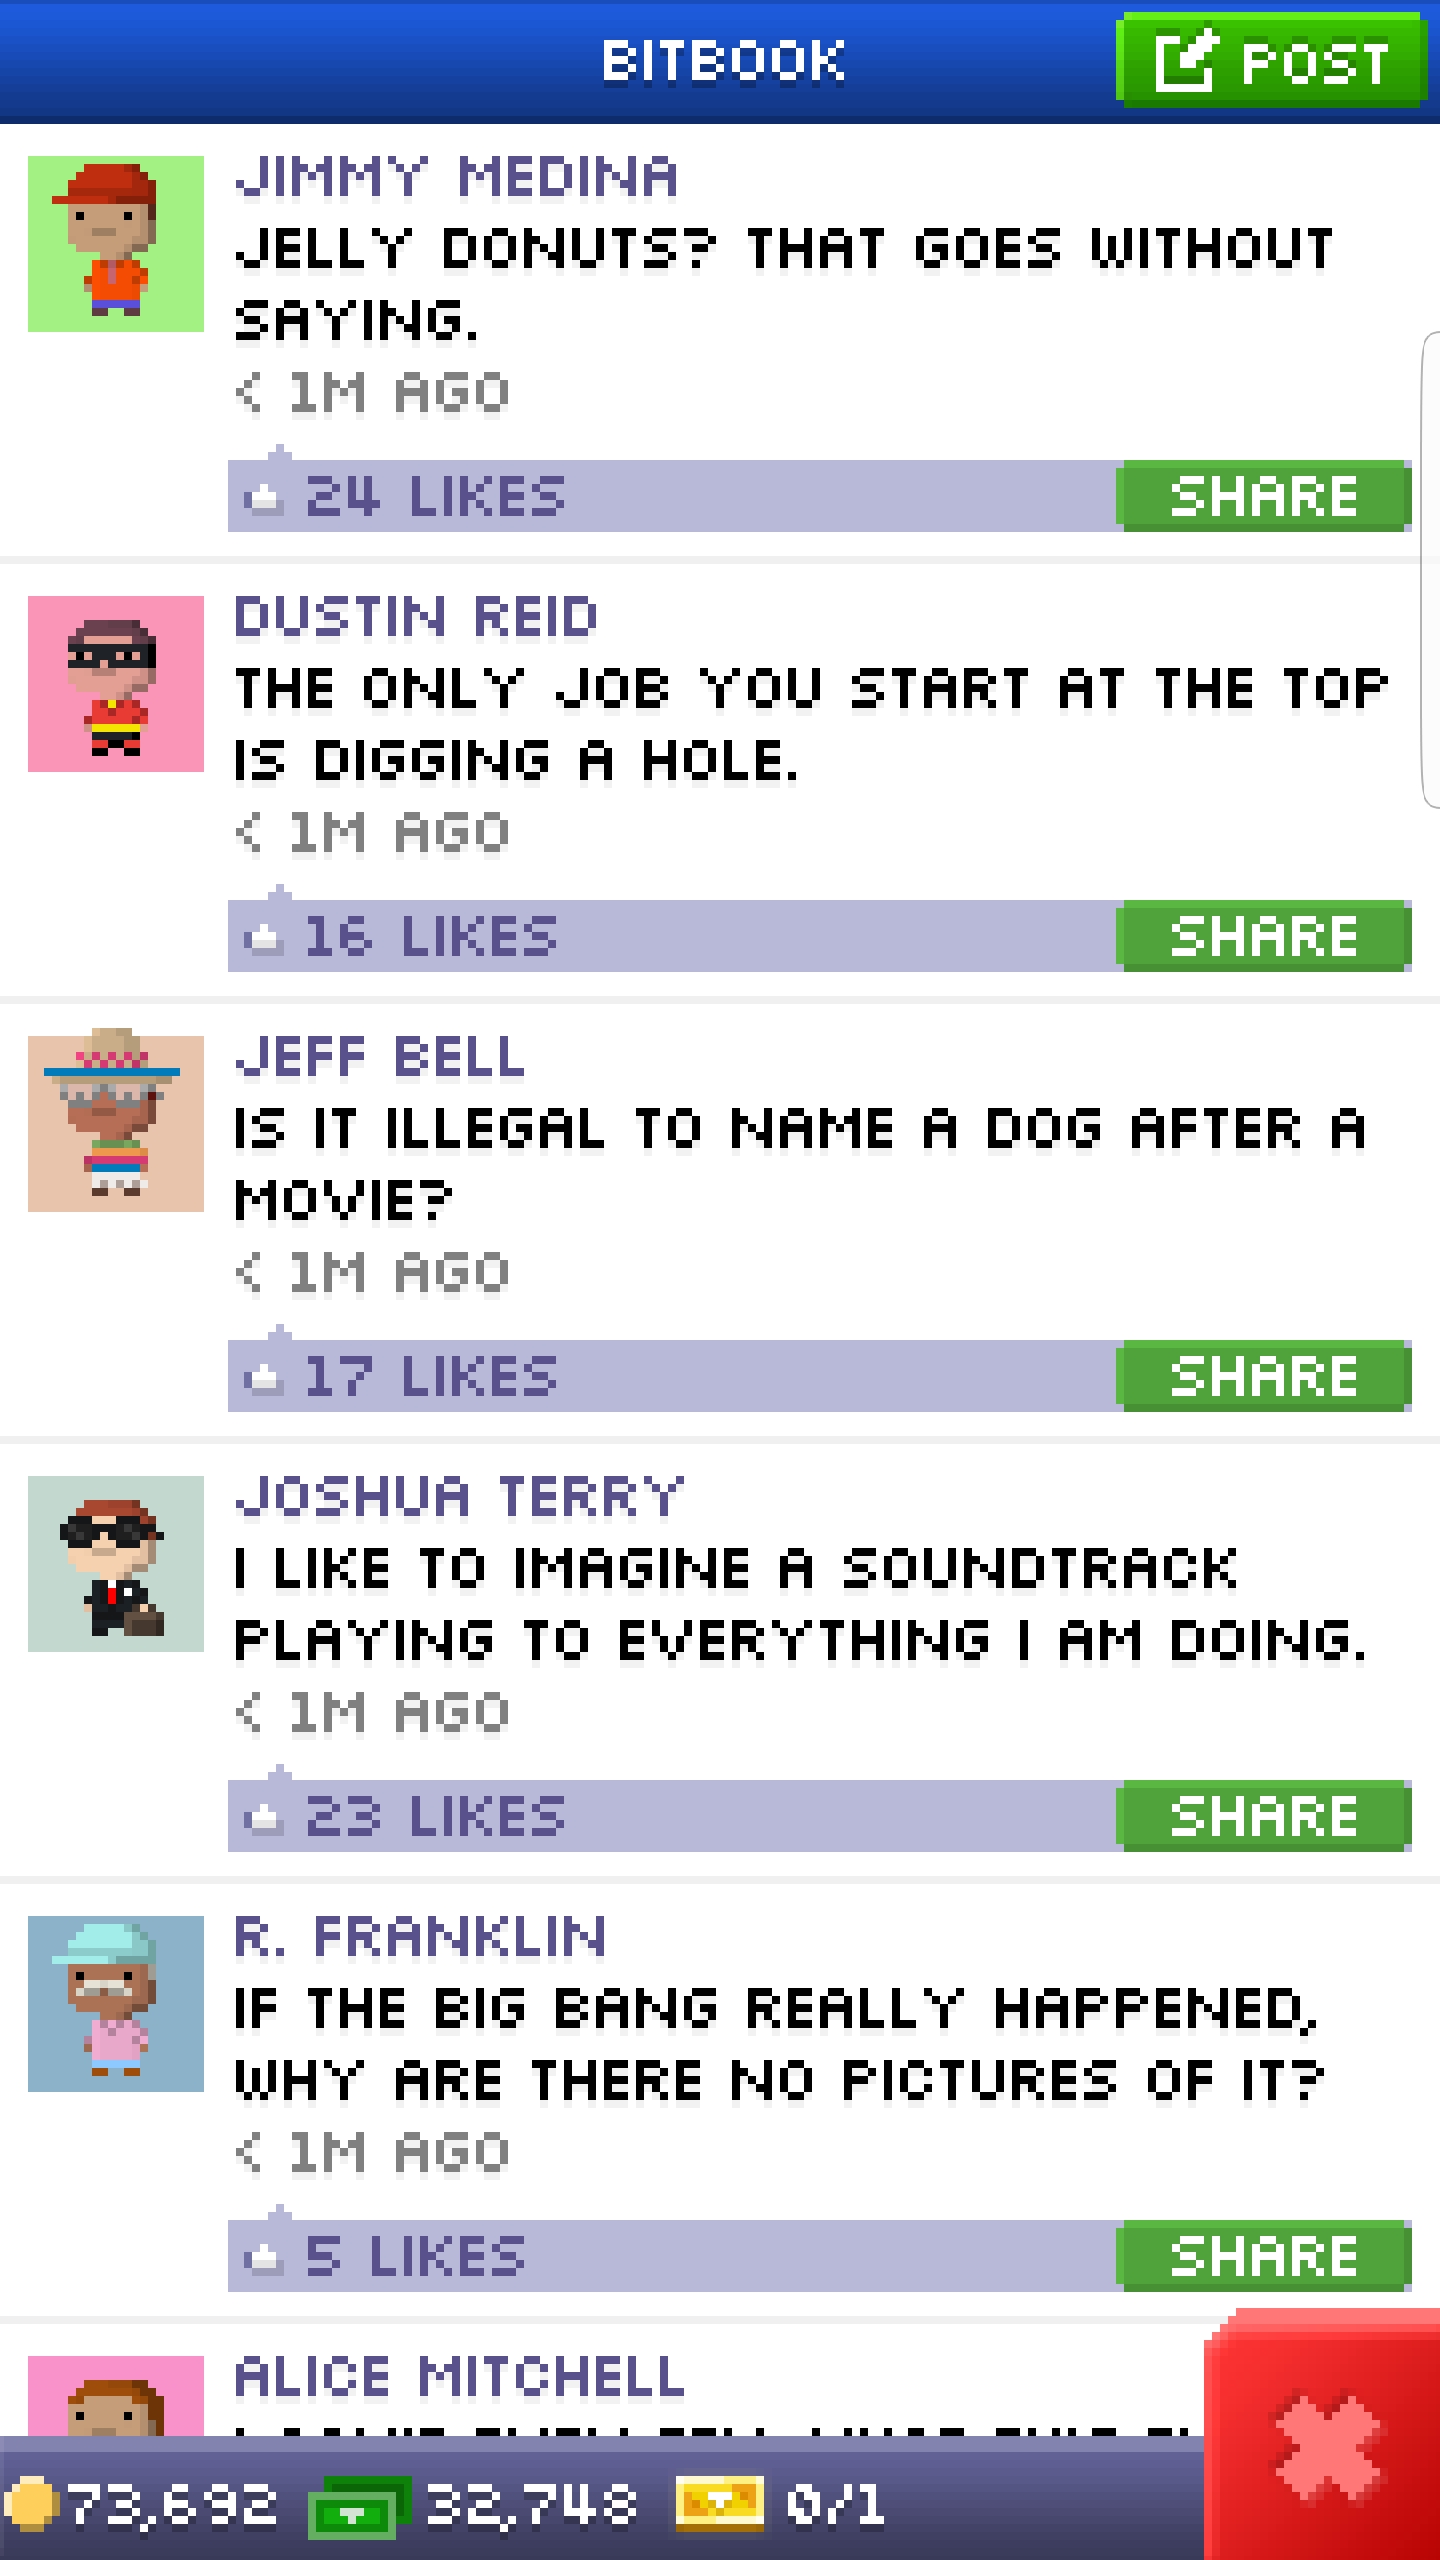 BITBOOK
POST
JIMMY MEDINA
JELLY DONUTS? THAT GOES WITHOUT
SAYING.
< 1M AGO
24 LIKES
SHARE
DUSTIN REID
THE ONLY JOB YOU START AT THE TOP
IS DIGGING A HOLE.
< 1M AGO
16 LIKES
SHARE
JEFF BELL
IS IT ILLEGAL TO NAME A DOG AFTER A
MOVIE?
< 1M AGO
17 LIKES
SHARE
JOSHUA TERRY
I LIKE TO IMAGINE A SOUNDTRACK
PLAYING TO EVERYTHING I AM DOING.
< 1M AGO
23 LIKES
SHARE
R. FRANKLIN
IF THE BIG BANG REALLY HAPPENED,
WHY ARE THERE NO PICTURES OF IT?
< 1M AGO
5 LIKES
SHARE
ALICE MITCHELL
73,692 32,748 0/1